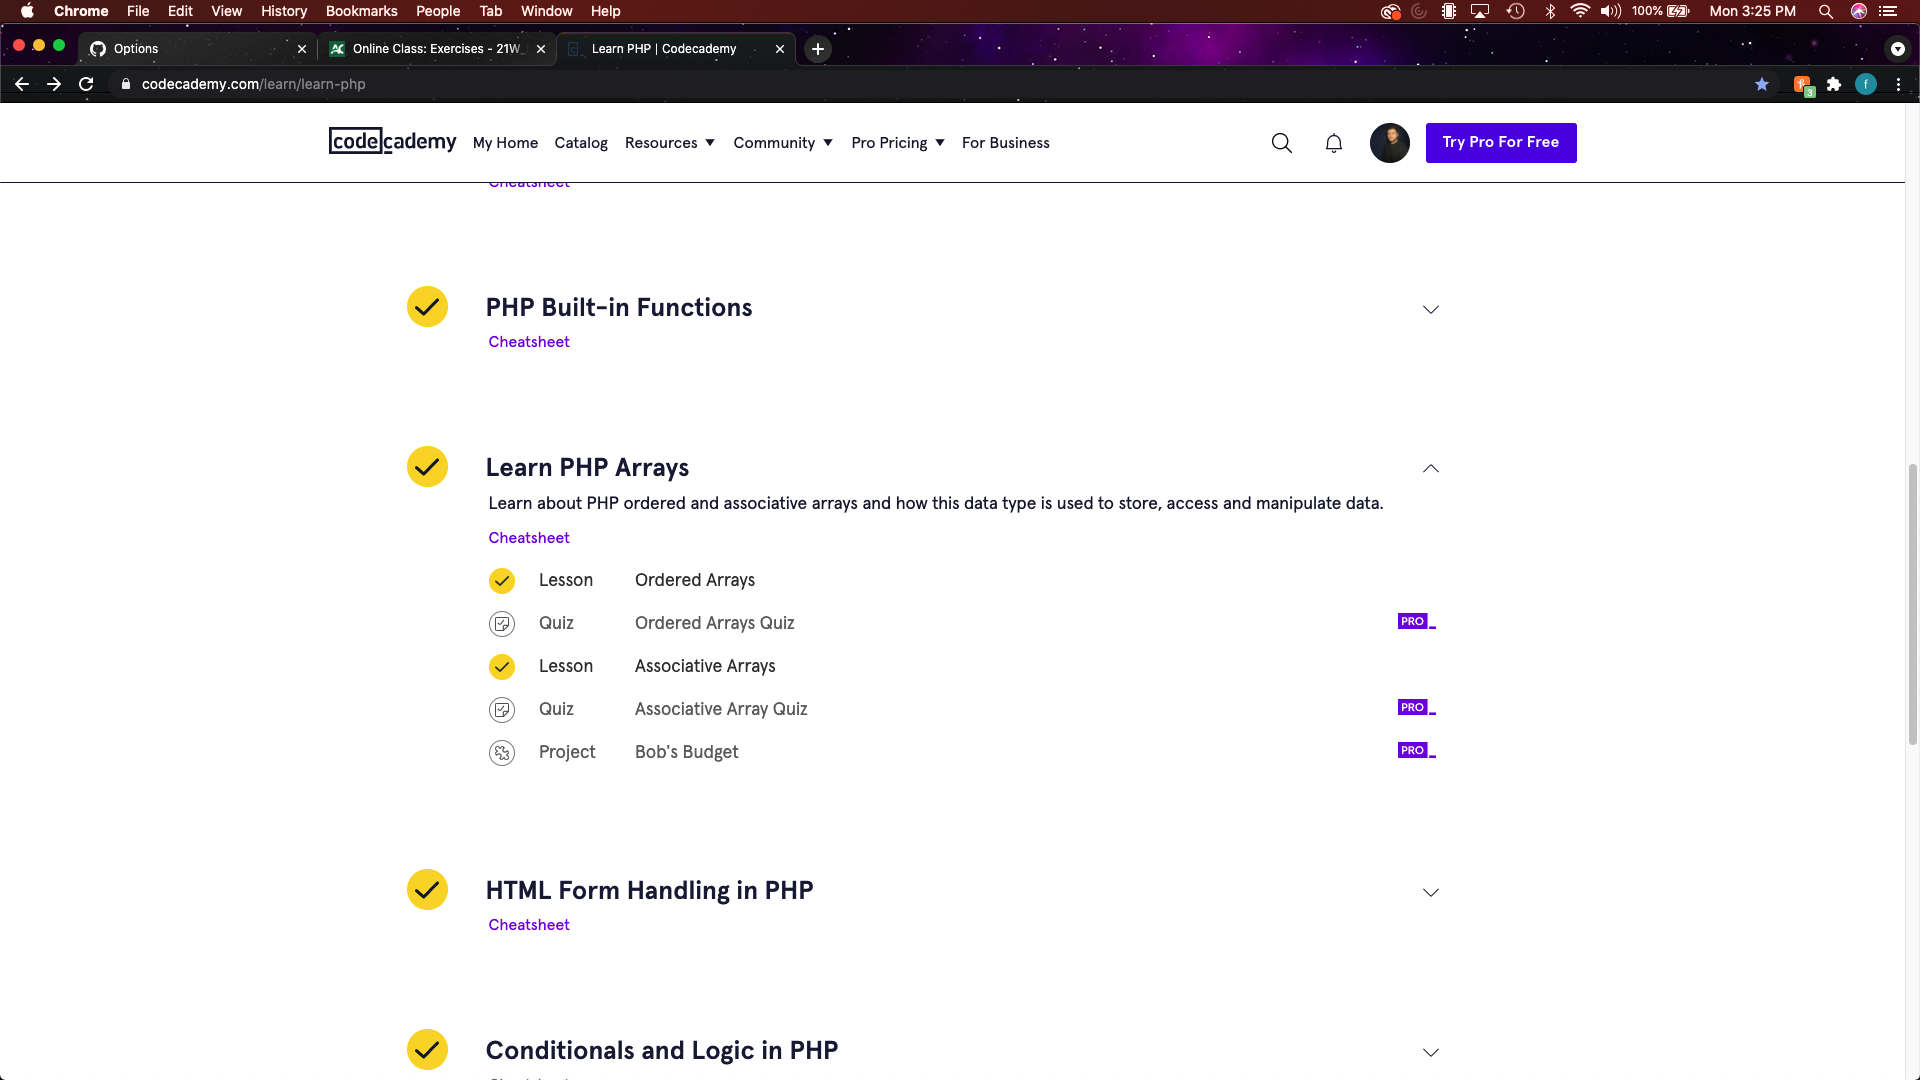 Chrome File Edit View History Bookmarks People Tab Window Help 100% Mon 3:25 PM
Options Online Class: Exercises - 21W_ Learn PHP | Codecademy
codecademy.com/learn/learn-php 3 f
codecademy My Home Catalog Resources Community Pro Pricing For Business Try Pro For Free
Cheatsheet
PHP Built-in Functions
Cheatsheet
Learn PHP Arrays
Learn about PHP ordered and associative arrays and how this data type is used to store, access and manipulate data.
Cheatsheet
Lesson Ordered Arrays
Quiz Ordered Arrays Quiz PRO
Lesson Associative Arrays
Quiz Associative Array Quiz PRO
Project Bob's Budget PRO
HTML Form Handling in PHP
Cheatsheet
Conditionals and Logic in PHP